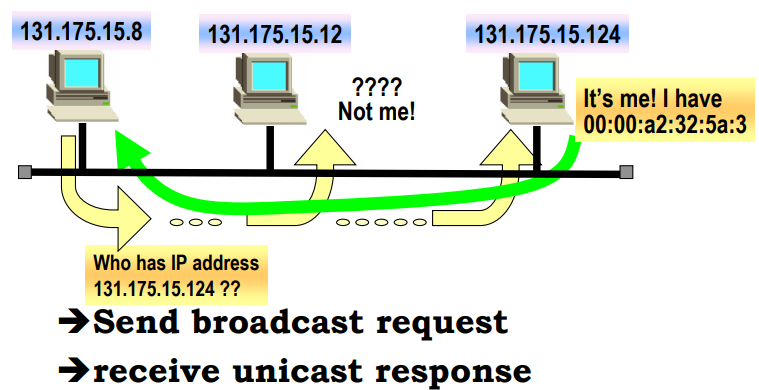 131.175.15.8
131.175.15.12
131.175.15.124
????
Not me!
It's me! I have
00:00:a2:32:5a:3
Who has IP address
131.175.15.124 ??
➔Send broadcast request
➔receive unicast response